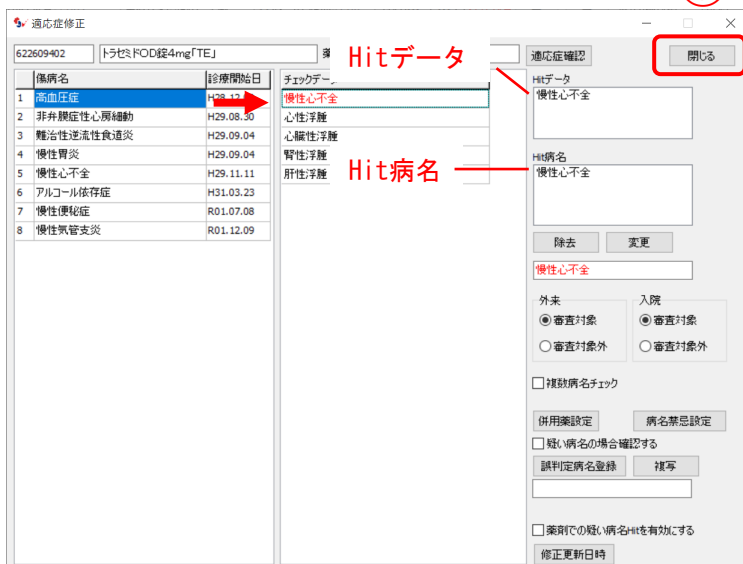 適応症修正
622609402 トラセミドOD錠4mg「TE」 薬 適応症確認 閉じる
Hitデータ
傷病名 診療開始日
1 高血圧症 H28.12
2 非弁膜症性心房細動 H29.08.30
3 難治性逆流性食道炎 H29.09.04
4 慢性胃炎 H29.09.04
5 慢性心不全 H29.11.11
6 アルコール依存症 H31.03.23
7 慢性便秘症 R01.07.08
8 慢性気管支炎 R01.12.09
チェックデータ
慢性心不全
心性浮腫
心臓性浮腫
腎性浮腫
肝性浮腫
Hit病名
Hitデータ
慢性心不全
Hit病名
慢性心不全
除去 変更
慢性心不全
外来 入院
審査対象 審査対象
審査対象外 審査対象外
複数病名チェック
併用薬設定 病名禁忌設定
疑い病名の場合確認する
誤判定病名登録 複写
薬剤での疑い病名Hitを有効にする
修正更新日時